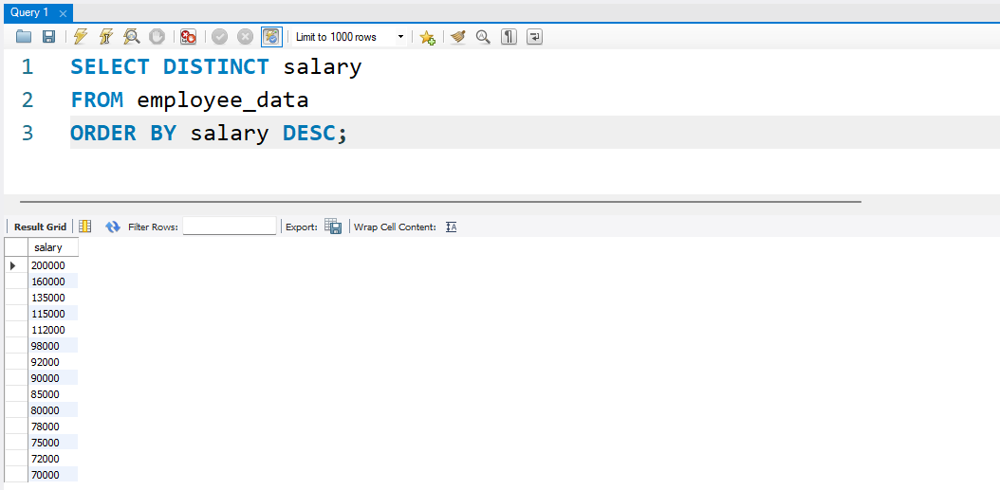 Query 1
Limit to 1000 rows
1 SELECT DISTINCT salary
2 FROM employee_data
3 ORDER BY salary DESC;
Result Grid Filter Rows: Export: Wrap Cell Content:
salary
200000
160000
135000
115000
112000
98000
92000
90000
85000
80000
78000
75000
72000
70000